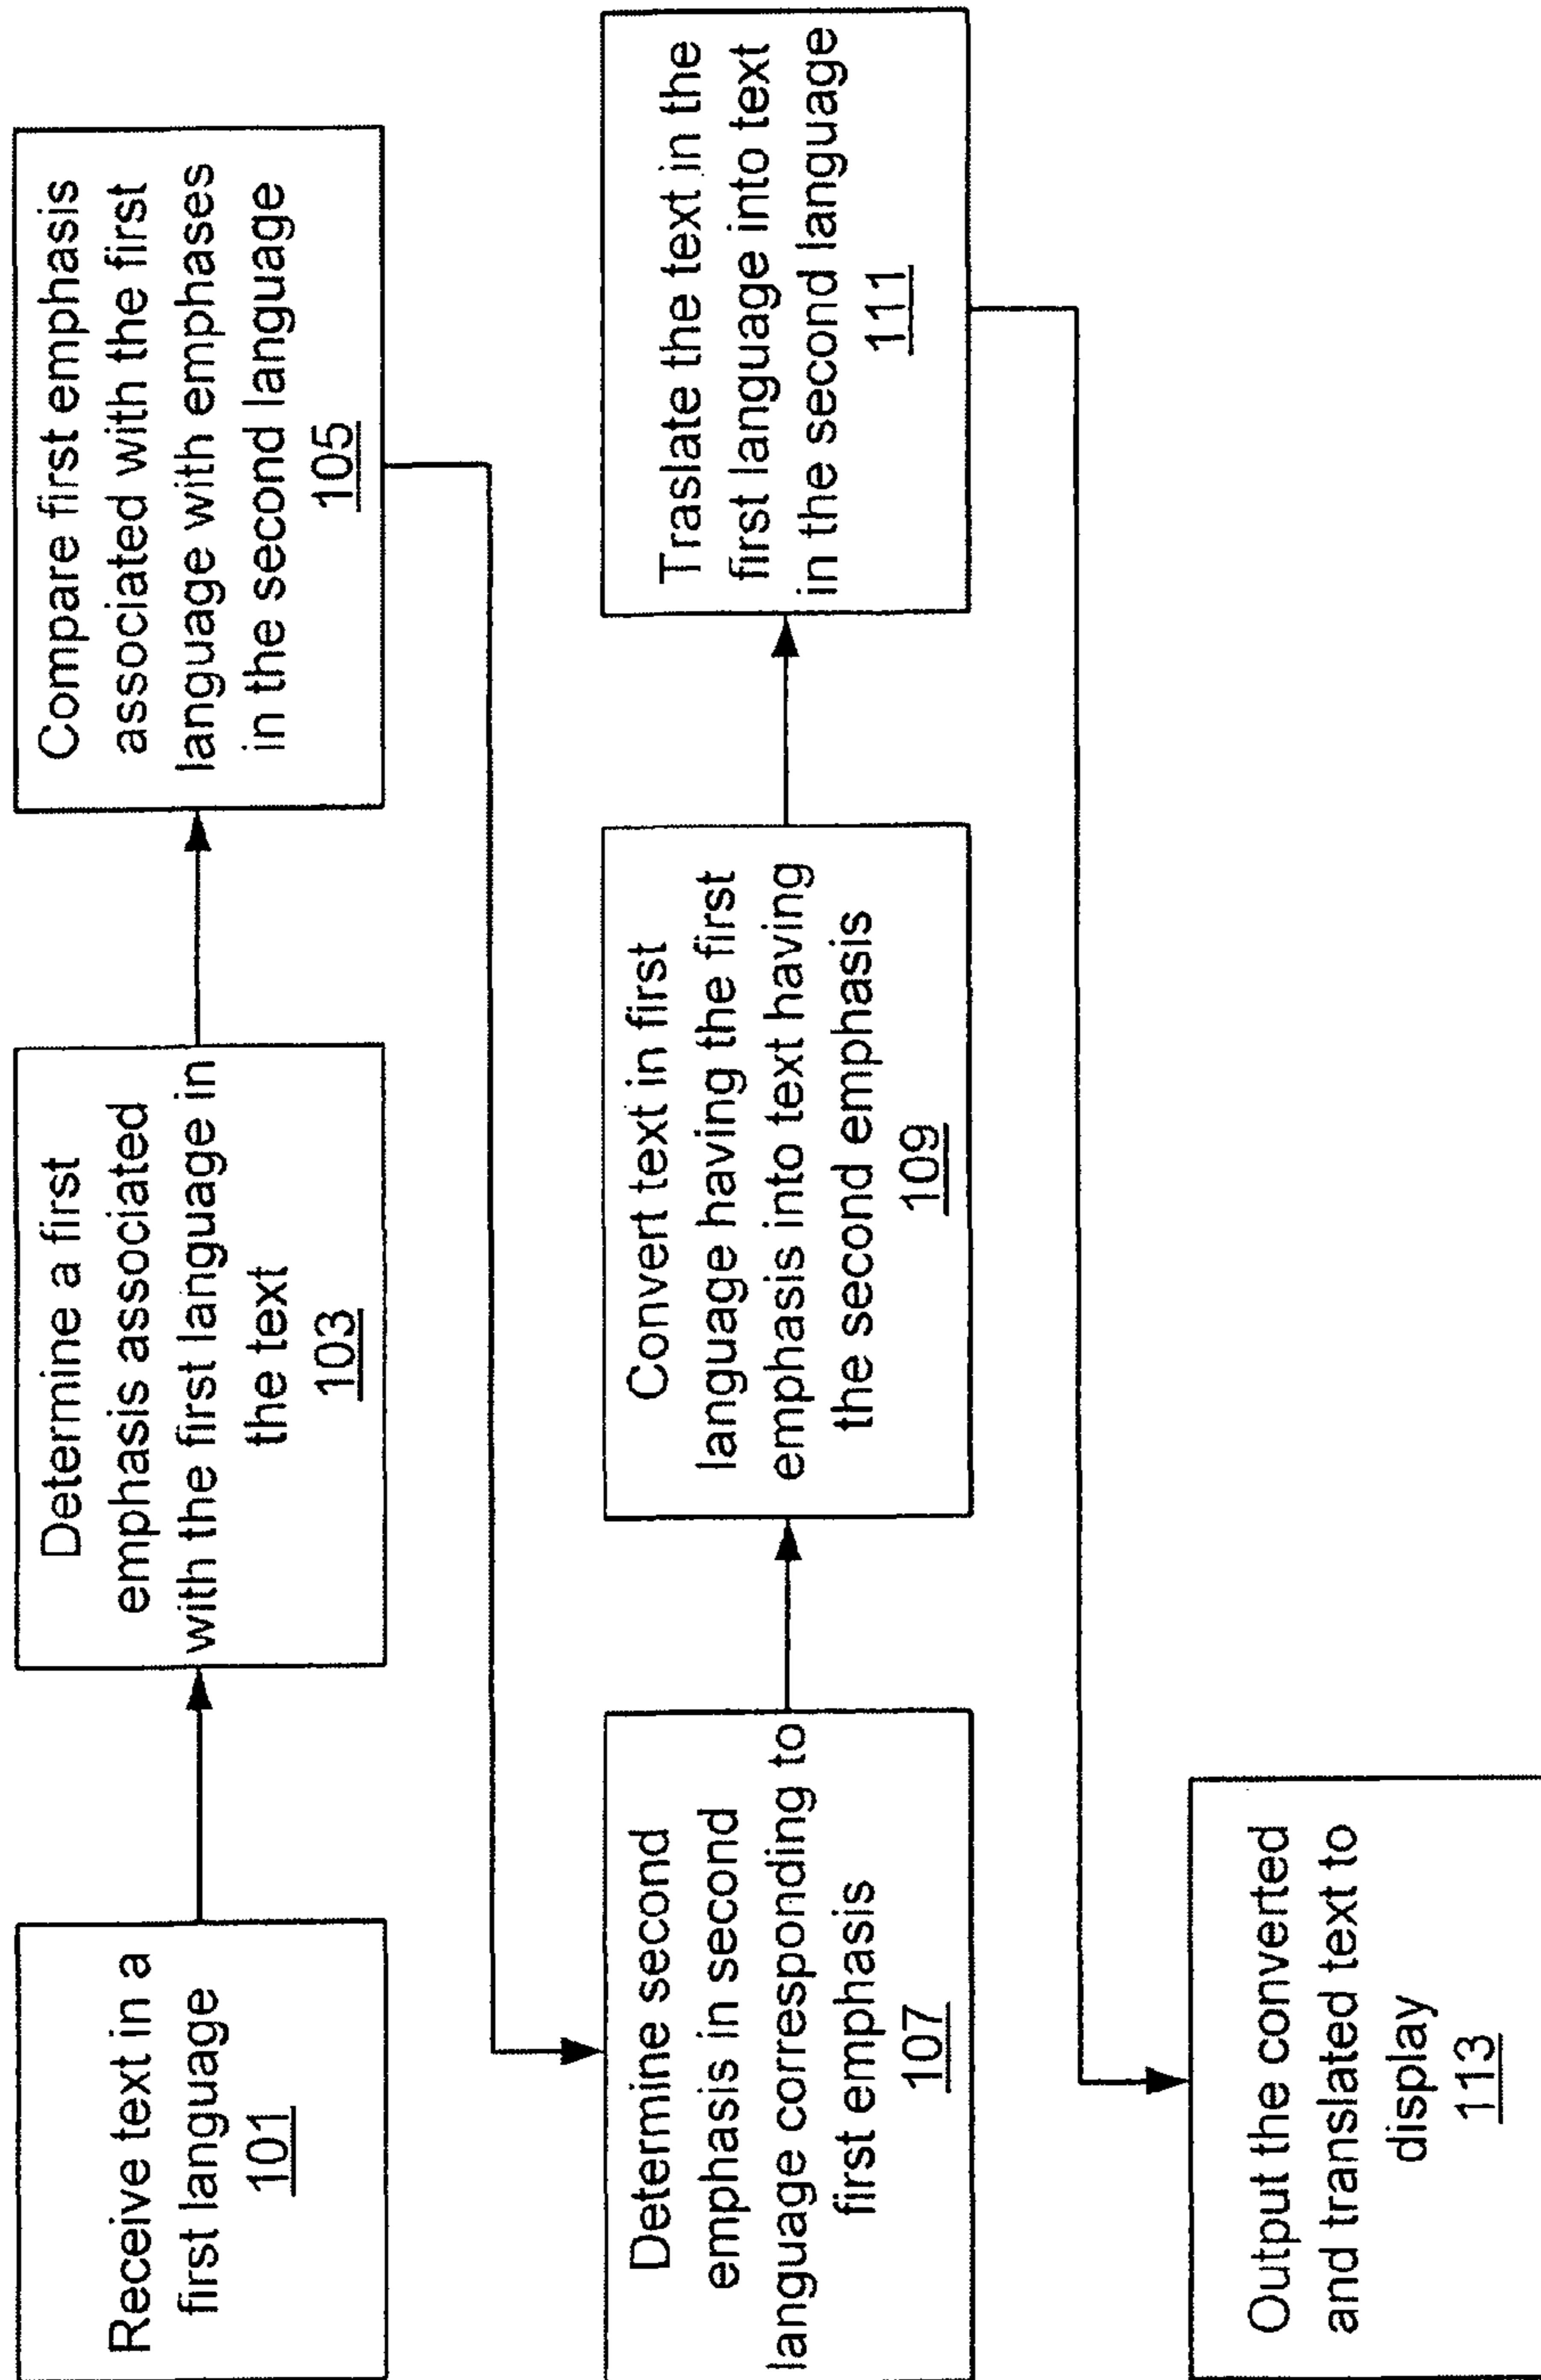 Receive text in a
first language
101
Determine a first
emphasis associated
with the first language in
the text
103
Compare first emphasis
associated with the first
language with emphases
in the second language
105
Determine second
emphasis in second
language corresponding to
first emphasis
107
Convert text in first
language having the first
emphasis into text having
the second emphasis
109
Traslate the text in the
first language into text
in the second language
111
Output the converted
and translated text to
display
113